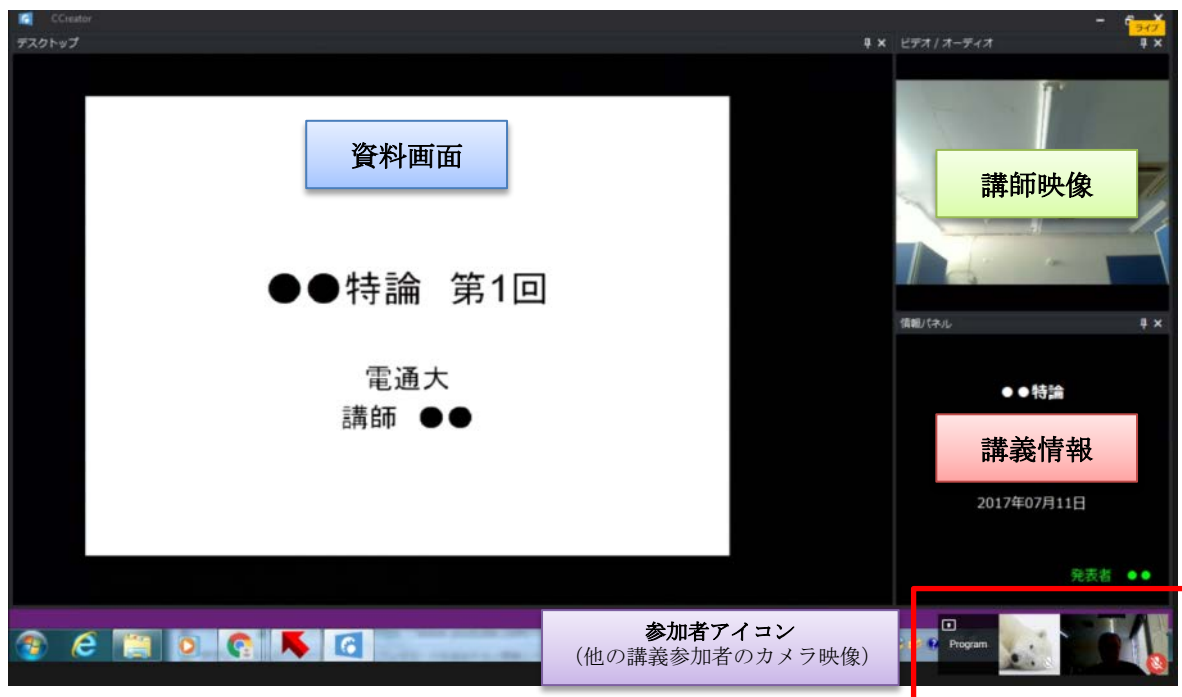 CCreator
ライブ
デスクトップ
ビデオ / オーディオ
資料画面
講師映像
●●特論 第1回
電通大
講師 ●●
情報パネル
●●特論
講義情報
2017年07月11日
発表者 ●●
参加者アイコン
（他の講義参加者のカメラ映像）
Program